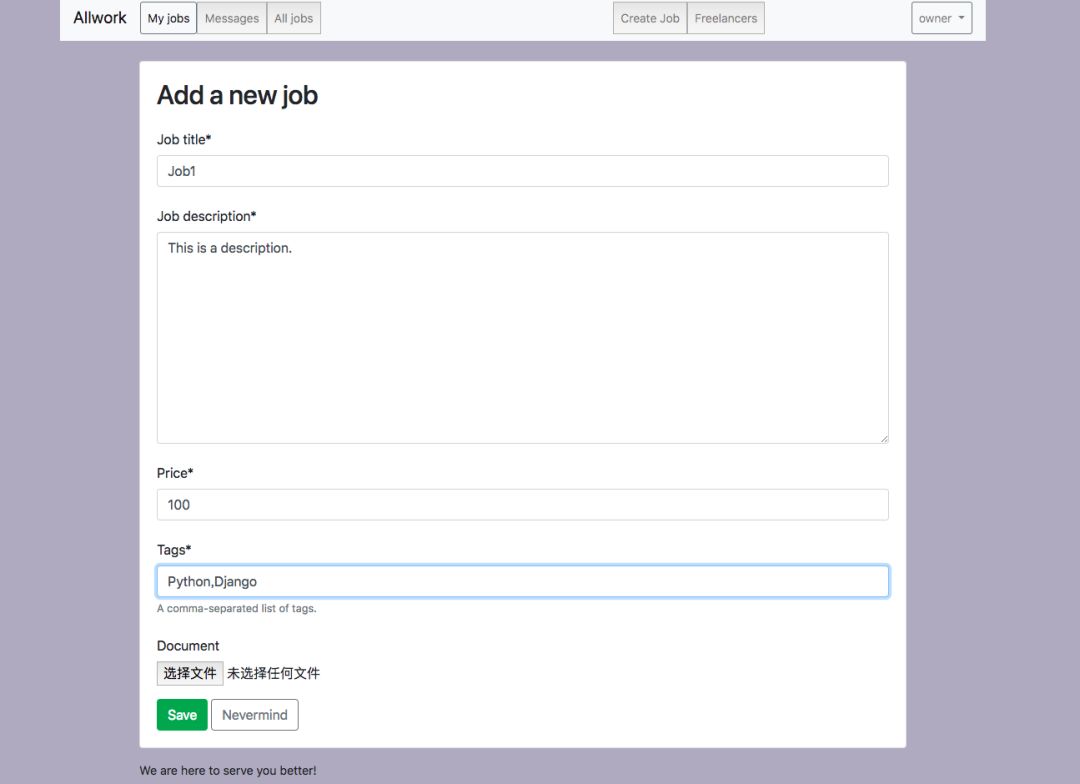 Allwork My jobs Messages All jobs Create Job Freelancers owner
Add a new job
Job title*
Job1
Job description*
This is a description.
Price*
100
Tags*
Python,Django
A comma-separated list of tags.
Document
选择文件 未选择任何文件
Save Nevermind
We are here to serve you better!